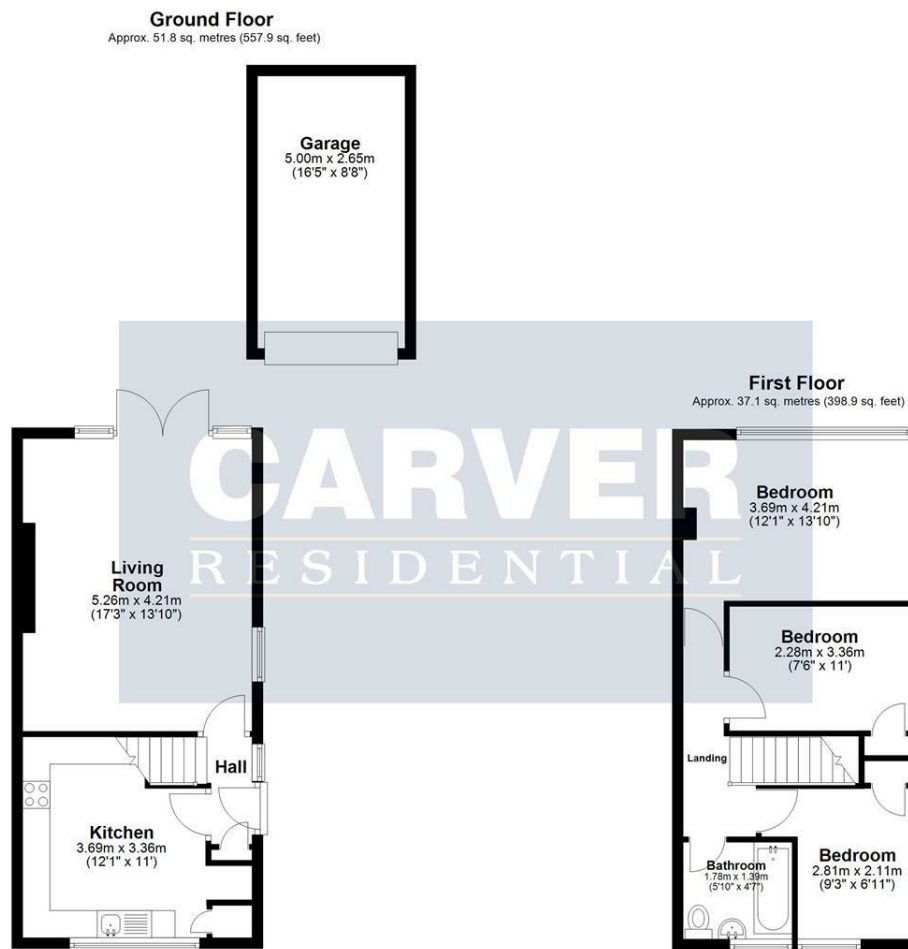 Ground Floor
Approx. 51.8 sq. metres (557.9 sq. feet)
Garage
5.00m x 2.65m
(16'5" x 8'8")
First Floor
Approx. 37.1 sq. metres (398.9 sq. feet)
CARVER
RESIDENTIAL
Living
Room
5.26m x 4.21m
(17'3" x 13'10")
Bedroom
3.69m x 4.21m
(12'1" x 13'10")
Bedroom
2.28m x 3.36m
(7'6" x 11')
Hall
Landing
Kitchen
3.69m x 3.36m
(12'1" x 11')
Bathroom
1.78m x 1.39m
(5'10" x 4'7")
Bedroom
2.81m x 2.11m
(9'3" x 6'11")